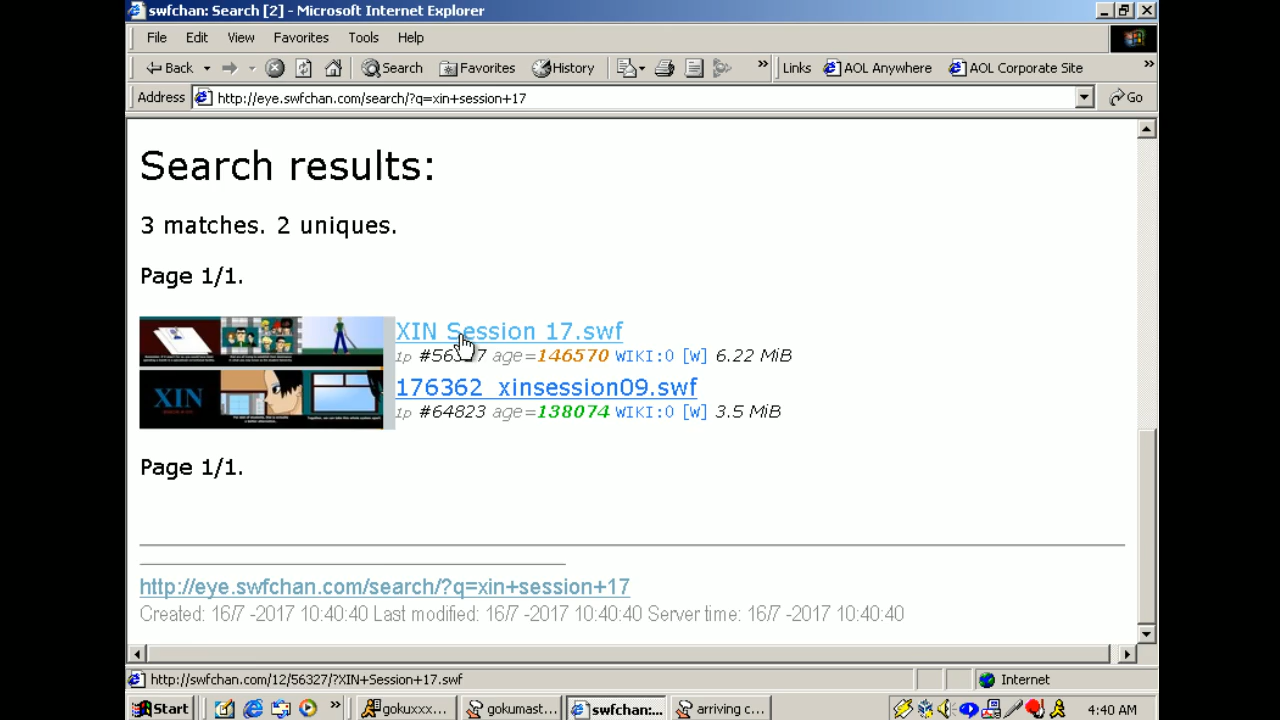 swfchan: Search [2] - Microsoft Internet Explorer
File Edit View Favorites Tools Help
Back Search Favorites History » Links AOL Anywhere AOL Corporate Site »
Address http://eye.swfchan.com/search/?q=xin+session+17 Go
Search results:
3 matches. 2 uniques.
Page 1/1.
XIN Session 17.swf
1p #56327 age=146570 WIKI:0 [W] 6.22 MiB
XIN
176362_xinsession09.swf
1p #64823 age=138074 WIKI:0 [W] 3.5 MiB
Page 1/1.
http://eye.swfchan.com/search/?q=xin+session+17
Created: 16/7 -2017 10:40:40 Last modified: 16/7 -2017 10:40:40 Server time: 16/7 -2017 10:40:40
http://swfchan.com/12/56327/?XIN+Session+17.swf Internet
Start » gokuxxx... gokumast... swfchan:... arriving c... 4:40 AM